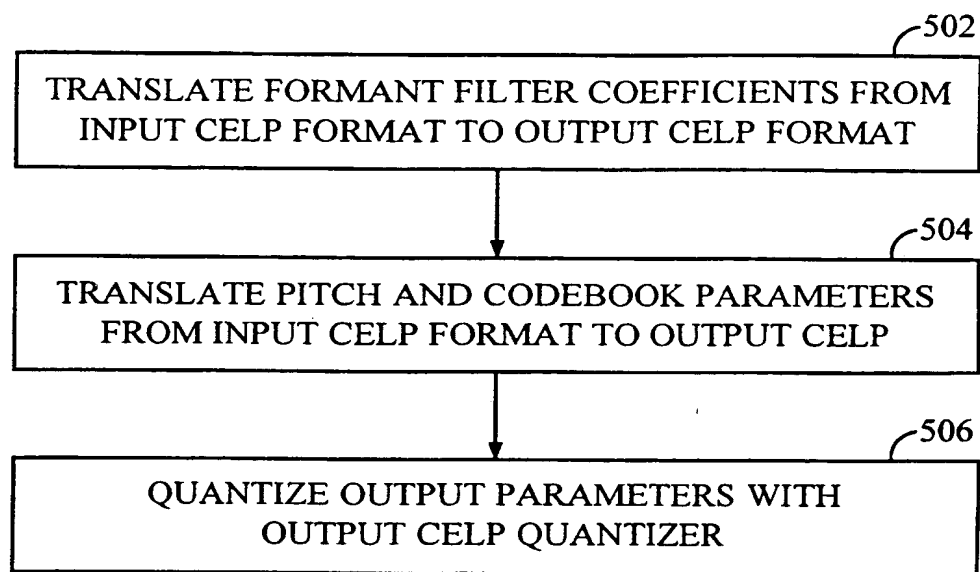 502
TRANSLATE FORMANT FILTER COEFFICIENTS FROM
INPUT CELP FORMAT TO OUTPUT CELP FORMAT
504
TRANSLATE PITCH AND CODEBOOK PARAMETERS
FROM INPUT CELP FORMAT TO OUTPUT CELP
506
QUANTIZE OUTPUT PARAMETERS WITH
OUTPUT CELP QUANTIZER